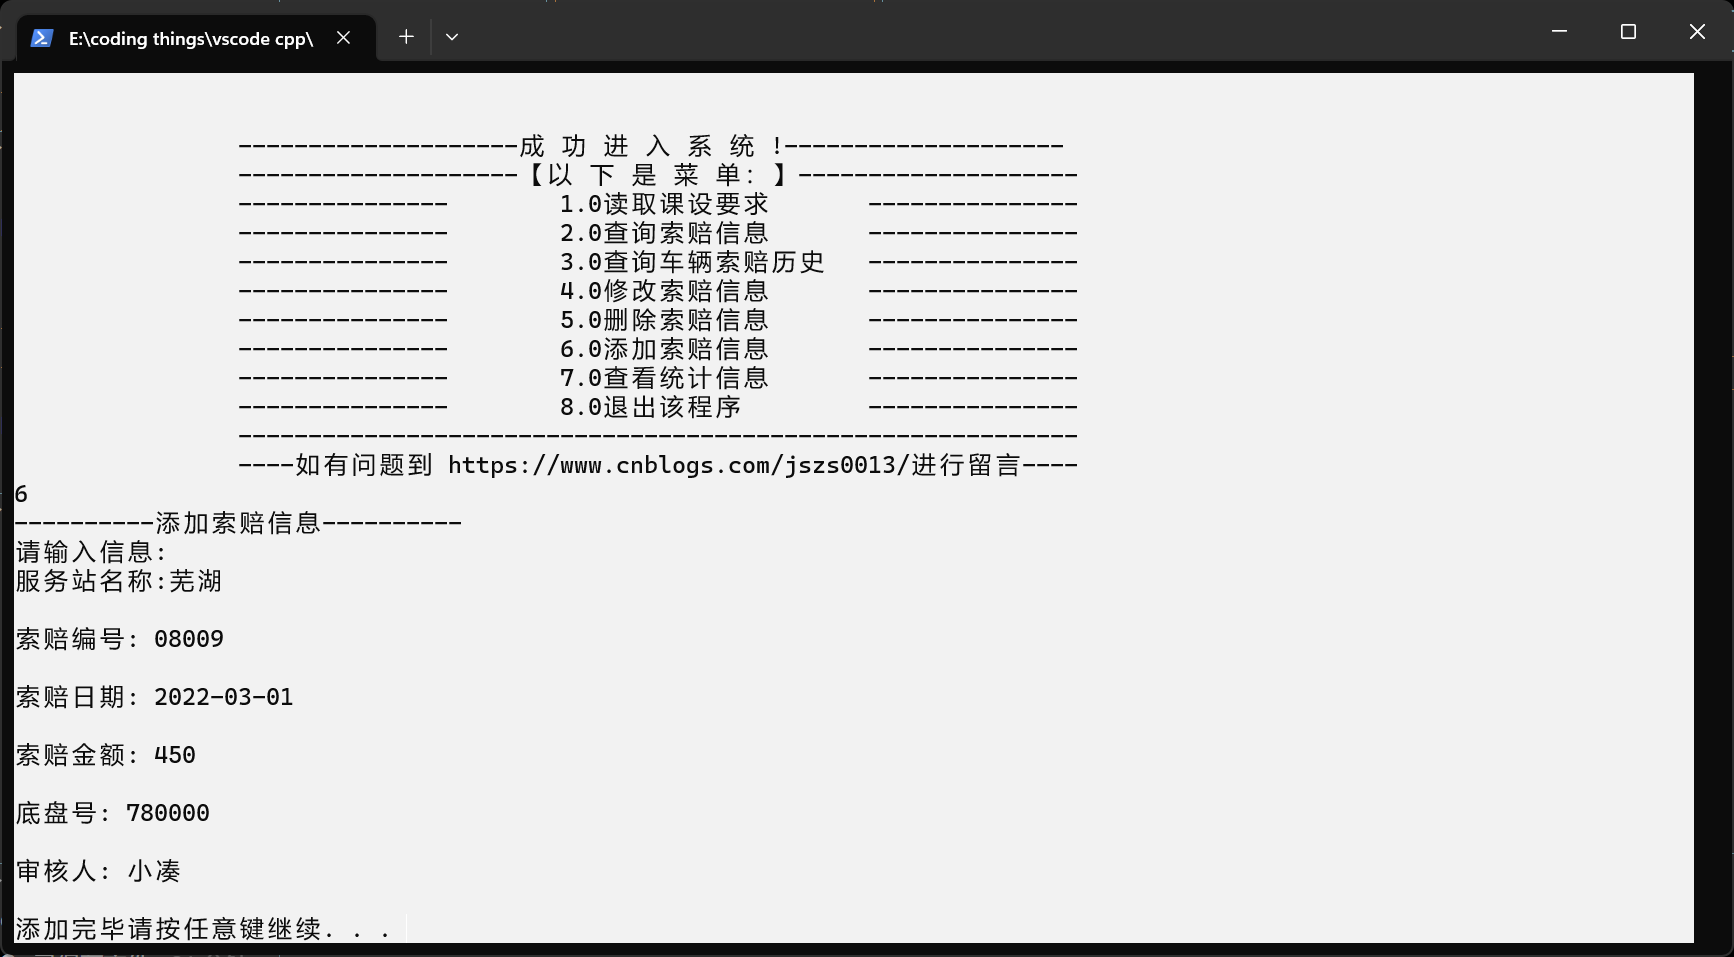 E:\coding things\vscode cpp\
--------------------成 功 进 入 系 统 !--------------------
--------------------【以 下 是 菜 单: 】--------------------
---------------        1.0读取课设要求       ---------------
---------------        2.0查询索赔信息       ---------------
---------------        3.0查询车辆索赔历史   ---------------
---------------        4.0修改索赔信息       ---------------
---------------        5.0删除索赔信息       ---------------
---------------        6.0添加索赔信息       ---------------
---------------        7.0查看统计信息       ---------------
---------------        8.0退出该程序         ---------------
------------------------------------------------------------
----如有问题到 https://www.cnblogs.com/jszs0013/进行留言----
6
----------添加索赔信息----------
请输入信息:
服务站名称:芜湖
索赔编号: 08009
索赔日期: 2022-03-01
索赔金额: 450
底盘号: 780000
审核人: 小凑
添加完毕请按任意键继续. . .